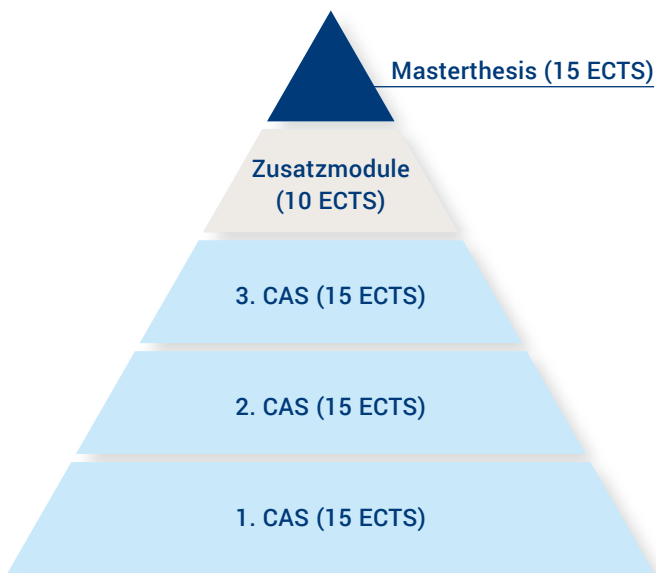 Masterthesis (15 ECTS)
Zusatzmodule
(10 ECTS)
3. CAS (15 ECTS)
2. CAS (15 ECTS)
1. CAS (15 ECTS)